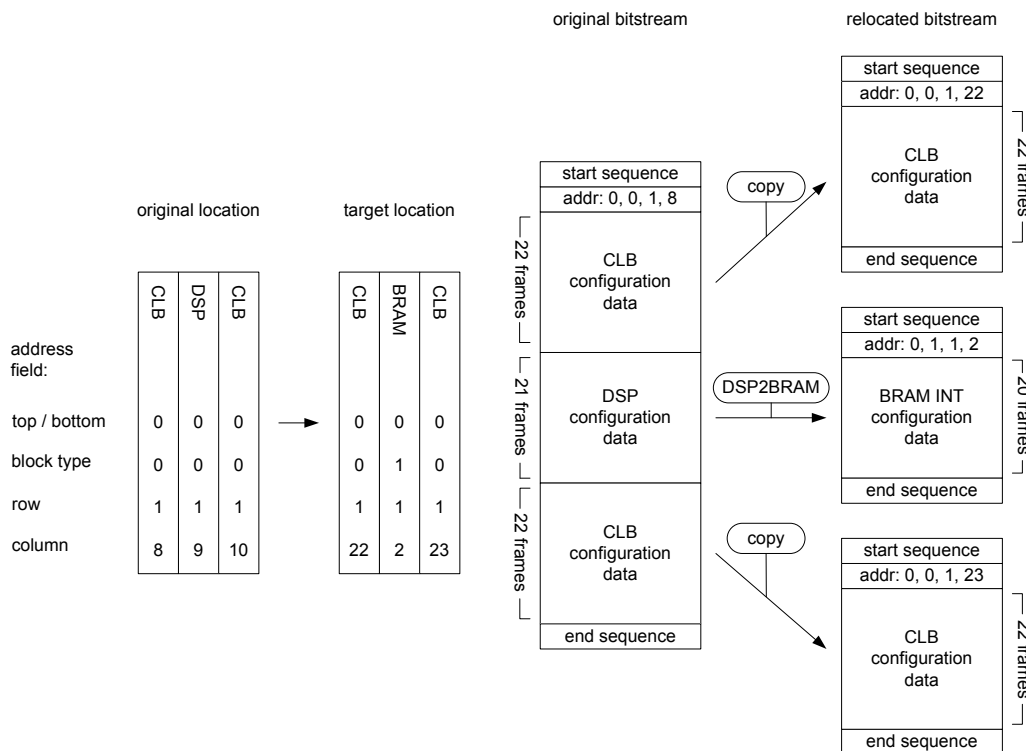 original bitstream
relocated bitstream
original location
target location
address
field:
top / bottom
block type
row
column
CLB
DSP
CLB
0 0 0
0 0 0
1 1 1
8 9 10
CLB
BRAM
CLB
0 0 0
0 1 0
1 1 1
22 2 23
start sequence
addr: 0, 0, 1, 8
22 frames
CLB
configuration
data
21 frames
DSP
configuration
data
22 frames
CLB
configuration
data
end sequence
copy
DSP2BRAM
copy
start sequence
addr: 0, 0, 1, 22
CLB
configuration
data
22 frames
end sequence
start sequence
addr: 0, 1, 1, 2
BRAM INT
configuration
data
20 frames
end sequence
start sequence
addr: 0, 0, 1, 23
CLB
configuration
data
22 frames
end sequence